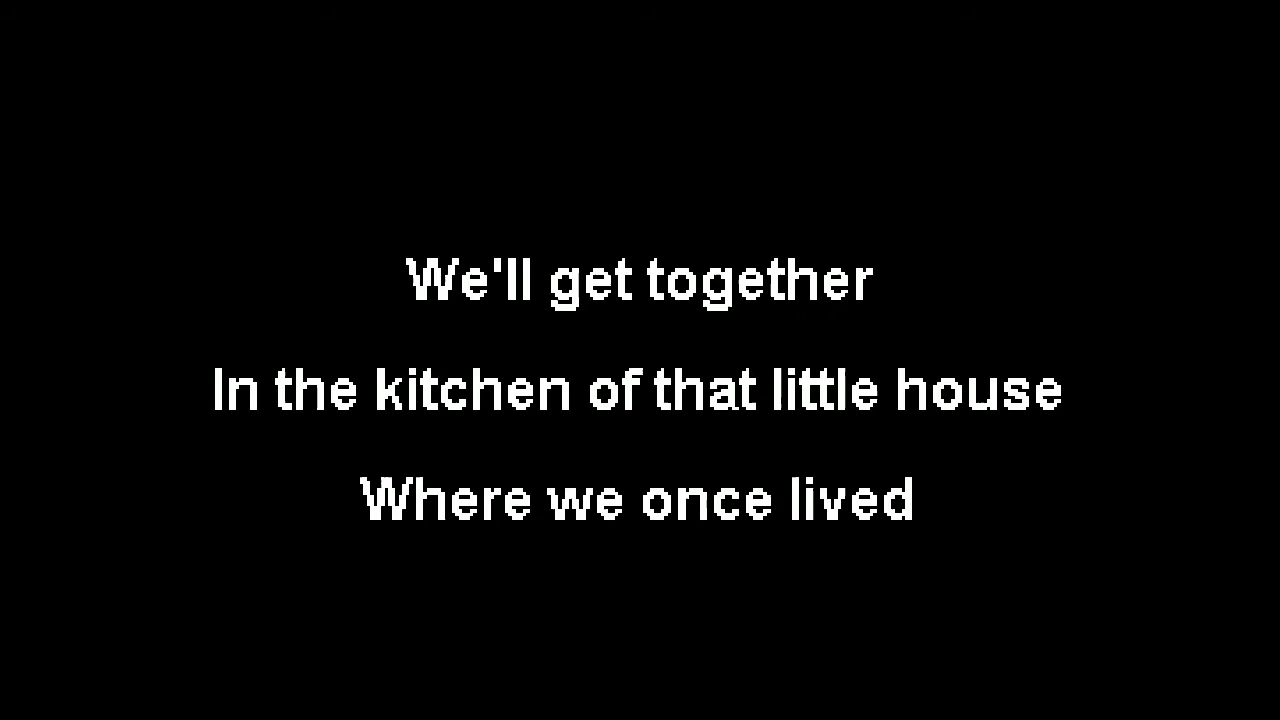 We'll get together
In the kitchen of that little house
Where we once lived